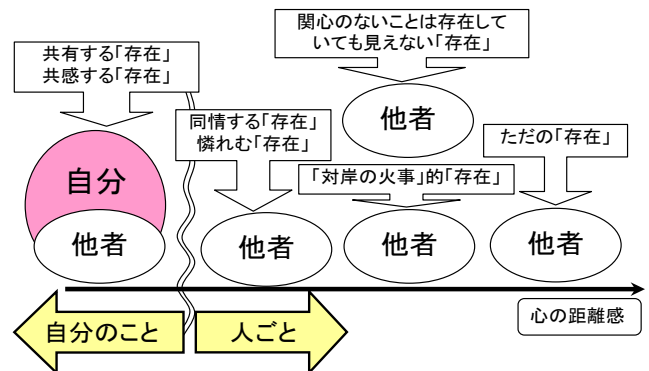 関心のないことは存在して
いても見えない「存在」
共有する「存在」
共感する「存在」
同情する「存在」
憐れむ「存在」
他者
ただの「存在」
「対岸の火事」的「存在」
自分
他者
他者
他者
他者
自分のこと
人ごと
心の距離感